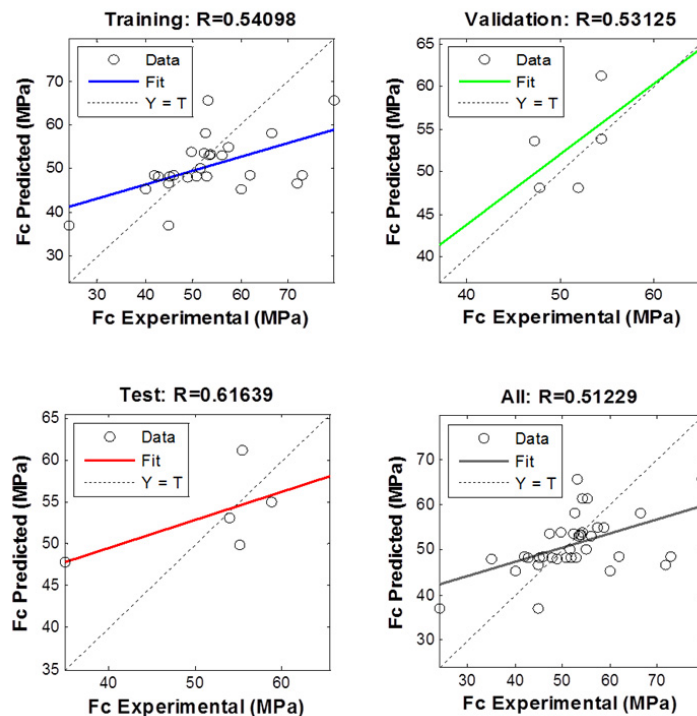 Training: R=0.54098
Data
Fit
Y = T
Fc Predicted (MPa)
80
70
60
50
40
30
30 40 50 60 70 80
Fc Experimental (MPa)
Validation: R=0.53125
Data
Fit
Y = T
Fc Predicted (MPa)
65
60
55
50
45
40
40 50 60
Fc Experimental (MPa)
Test: R=0.61639
Data
Fit
Y = T
Fc Predicted (MPa)
65
60
55
50
45
40
35
40 50 60
Fc Experimental (MPa)
All: R=0.51229
Data
Fit
Y = T
Fc Predicted (MPa)
80
70
60
50
40
30
30 40 50 60 70 80
Fc Experimental (MPa)